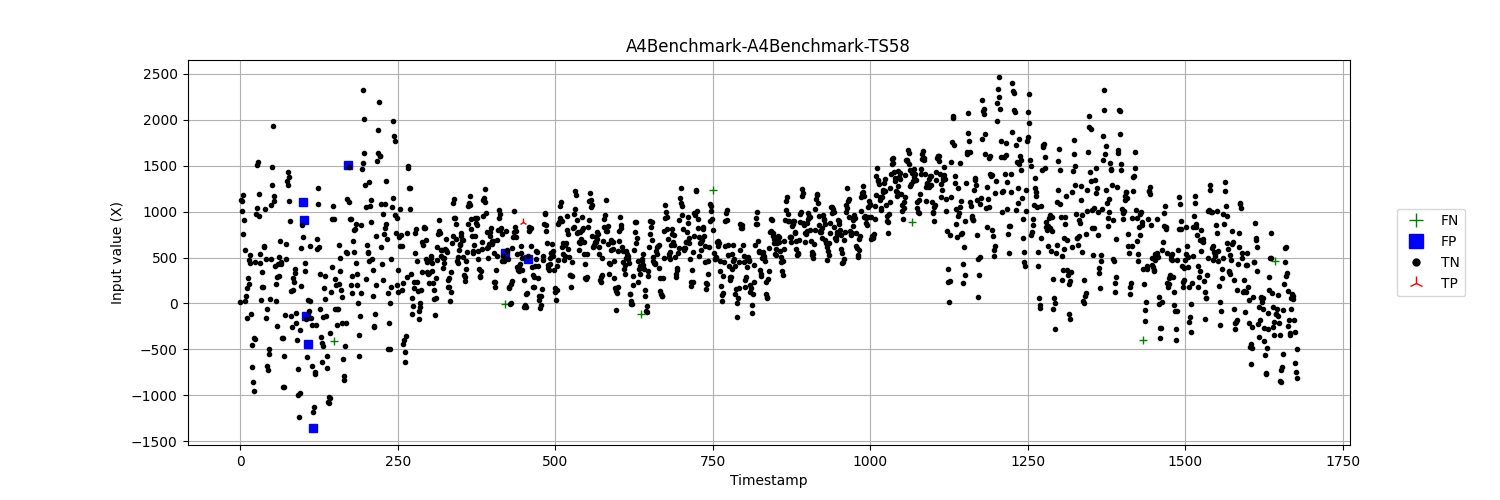 A4Benchmark-A4Benchmark-TS58
Input value (X)
2500
2000
1500
1000
500
0
−500
−1000
−1500
0 250 500 750 1000 1250 1500 1750
Timestamp
FN
FP
TN
TP